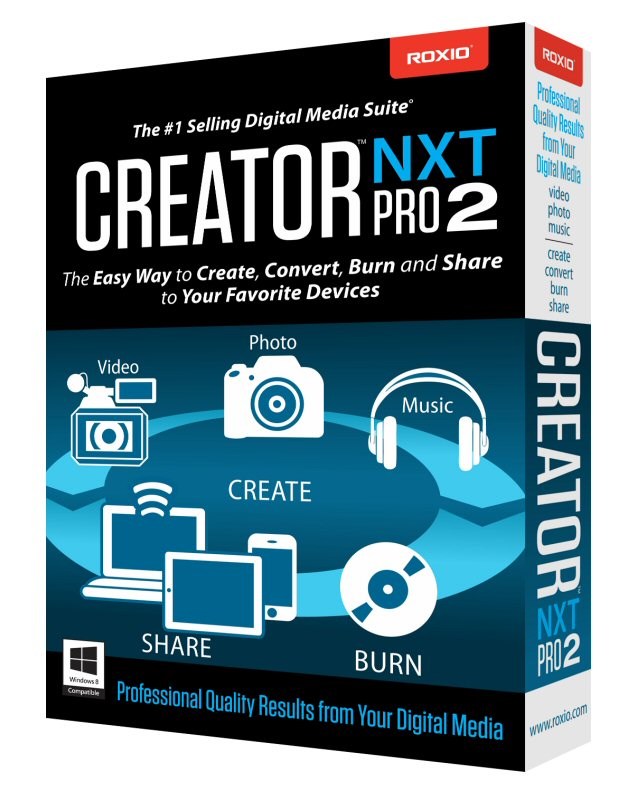 ROXIO
The #1 Selling Digital Media Suite®
CREATOR™ NXT
PRO 2
The Easy Way to Create, Convert, Burn and Share
to Your Favorite Devices
Video
Photo
Music
CREATE
SHARE
BURN
Windows 8
Compatible
Professional Quality Results from Your Digital Media
ROXIO
Professional
Quality Results
from Your
Digital Media
video
photo
music
create
convert
burn
share
CREATOR™ NXT
PRO 2
www.roxio.com